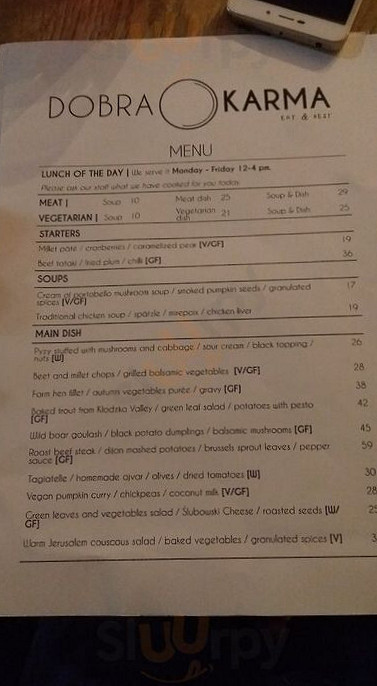 DOBRA KARMA
EAT & REST
MENU
LUNCH OF THE DAY | We serve it Monday - Friday 12-4 pm.
Please ask our staff what we have cooked for you today
MEAT | Soup 10 Meat dish 25 Soup & Dish 29
VEGETARIAN | Soup 10 Vegetarian dish 21 Soup & Dish 25
STARTERS
Millet pate / cranberries / caramelized pear [V/GF] 19
Beef tataki / fried plum / chilli [GF] 36
SOUPS
Cream of portobello mushroom soup / smoked pumpkin seeds / granulated 17
spices [V/GF]
Traditional chicken soup / spätzle / mirepoix / chicken liver 19
MAIN DISH
Pyzy stuffed with mushrooms and cabbage / sour cream / black topping / 26
nuts [W]
Beet and millet chops / grilled balsamic vegetables [V/GF] 28
Farm hen fillet / autumn vegetables purée / gravy [GF] 38
Baked trout from Kłodzka Valley / green leaf salad / potatoes with pesto 42
[GF]
Wild boar goulash / black potato dumplings / balsamic mushrooms [GF] 45
Roast beef steak / dijon mashed potatoes / brussels sprout leaves / pepper 59
sauce [GF]
Tagliatelle / homemade ajvar / olives / dried tomatoes [W] 30
Vegan pumpkin curry / chickpeas / coconut milk [V/GF] 28
Green leaves and vegetables salad / Słubowski Cheese / roasted seeds [W/
GF]
Warm Jerusalem couscous salad / baked vegetables / granulated spices [V]
Sluurpy